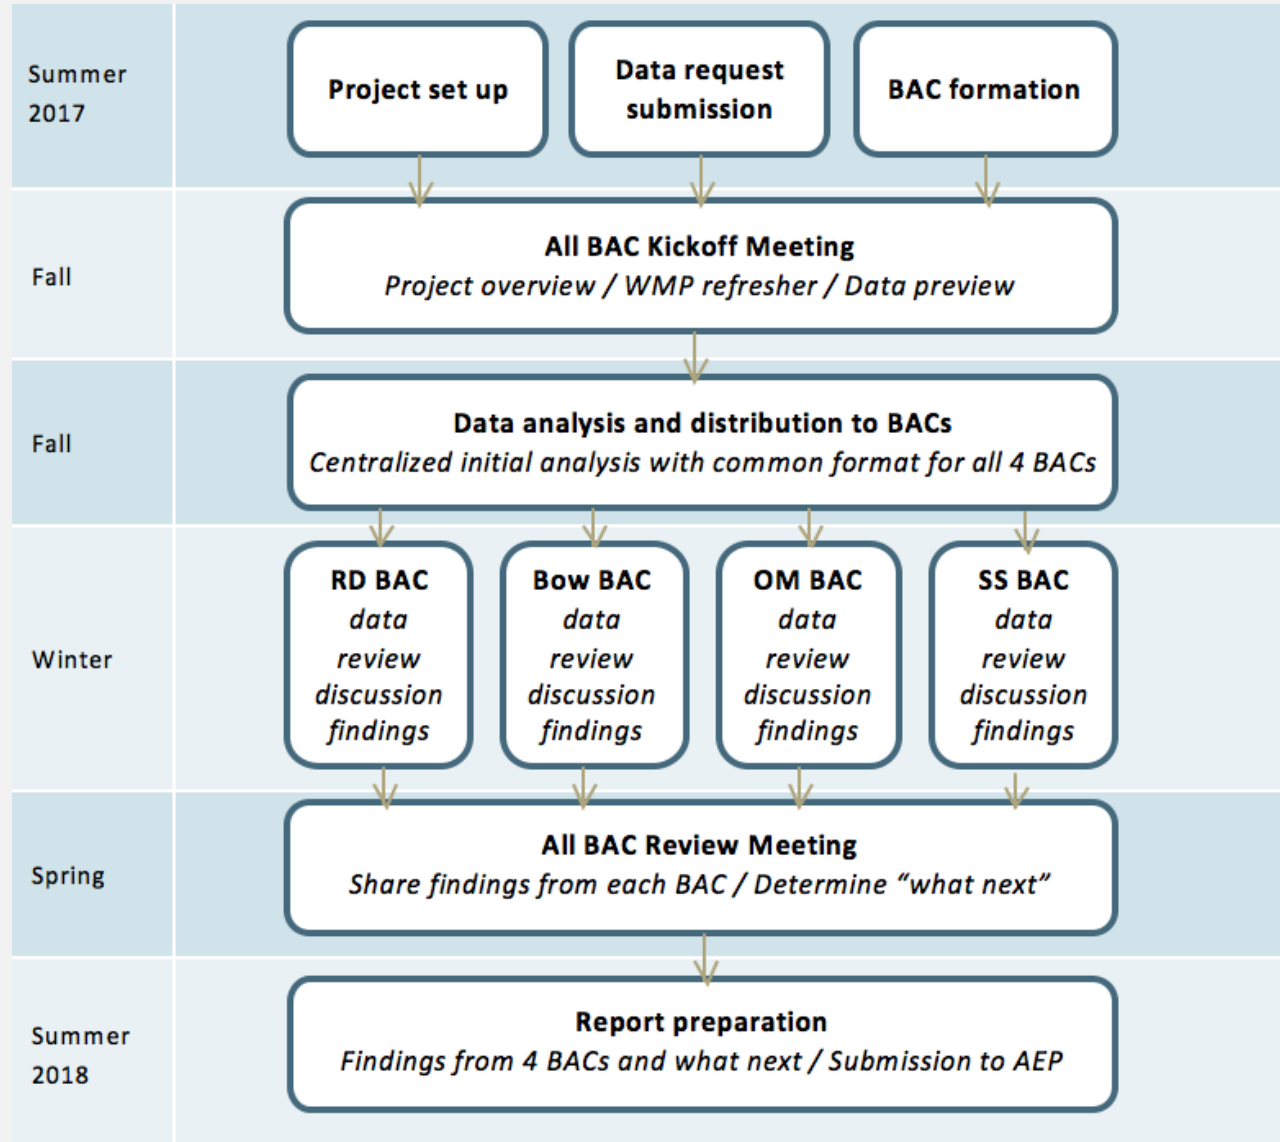 Summer
2017
Project set up
Data request
submission
BAC formation
Fall
All BAC Kickoff Meeting
Project overview / WMP refresher / Data preview
Fall
Data analysis and distribution to BACs
Centralized initial analysis with common format for all 4 BACs
Winter
RD BAC
data
review
discussion
findings
Bow BAC
data
review
discussion
findings
OM BAC
data
review
discussion
findings
SS BAC
data
review
discussion
findings
Spring
All BAC Review Meeting
Share findings from each BAC / Determine “what next”
Summer
2018
Report preparation
Findings from 4 BACs and what next / Submission to AEP